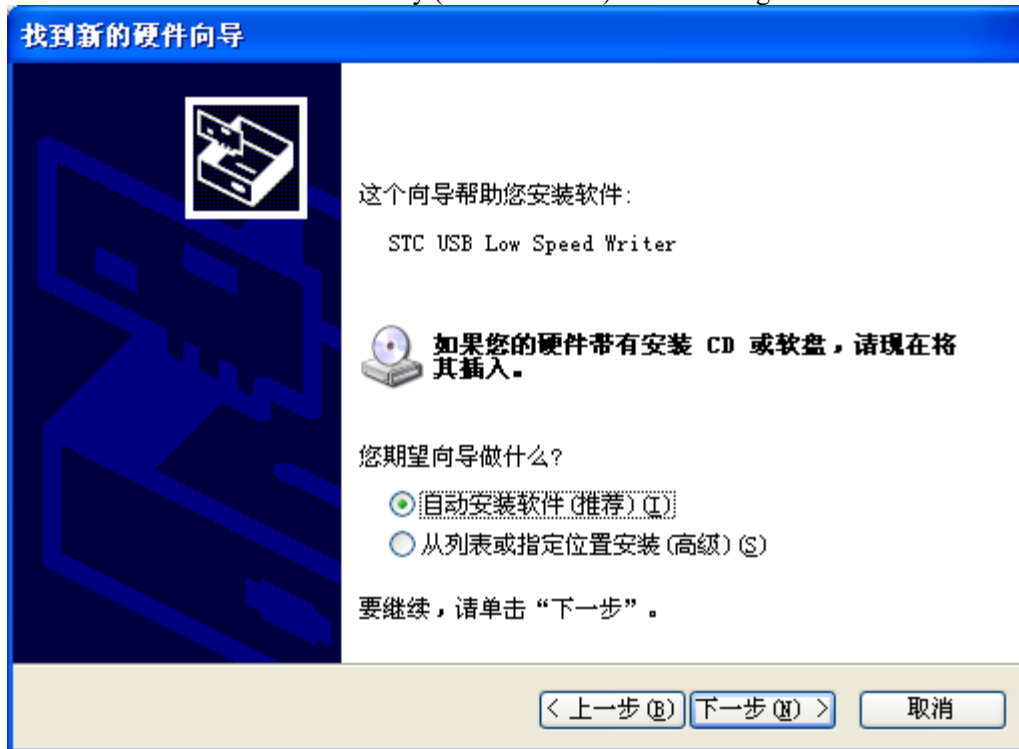 找到新的硬件向导
这个向导帮助您安装软件:
STC USB Low Speed Writer
如果您的硬件带有安装 CD 或软盘，请现在将
其插入。
您期望向导做什么?
自动安装软件(推荐)(I)
从列表或指定位置安装(高级)(S)
要继续，请单击“下一步”。
< 上一步(B) 下一步(N) > 取消